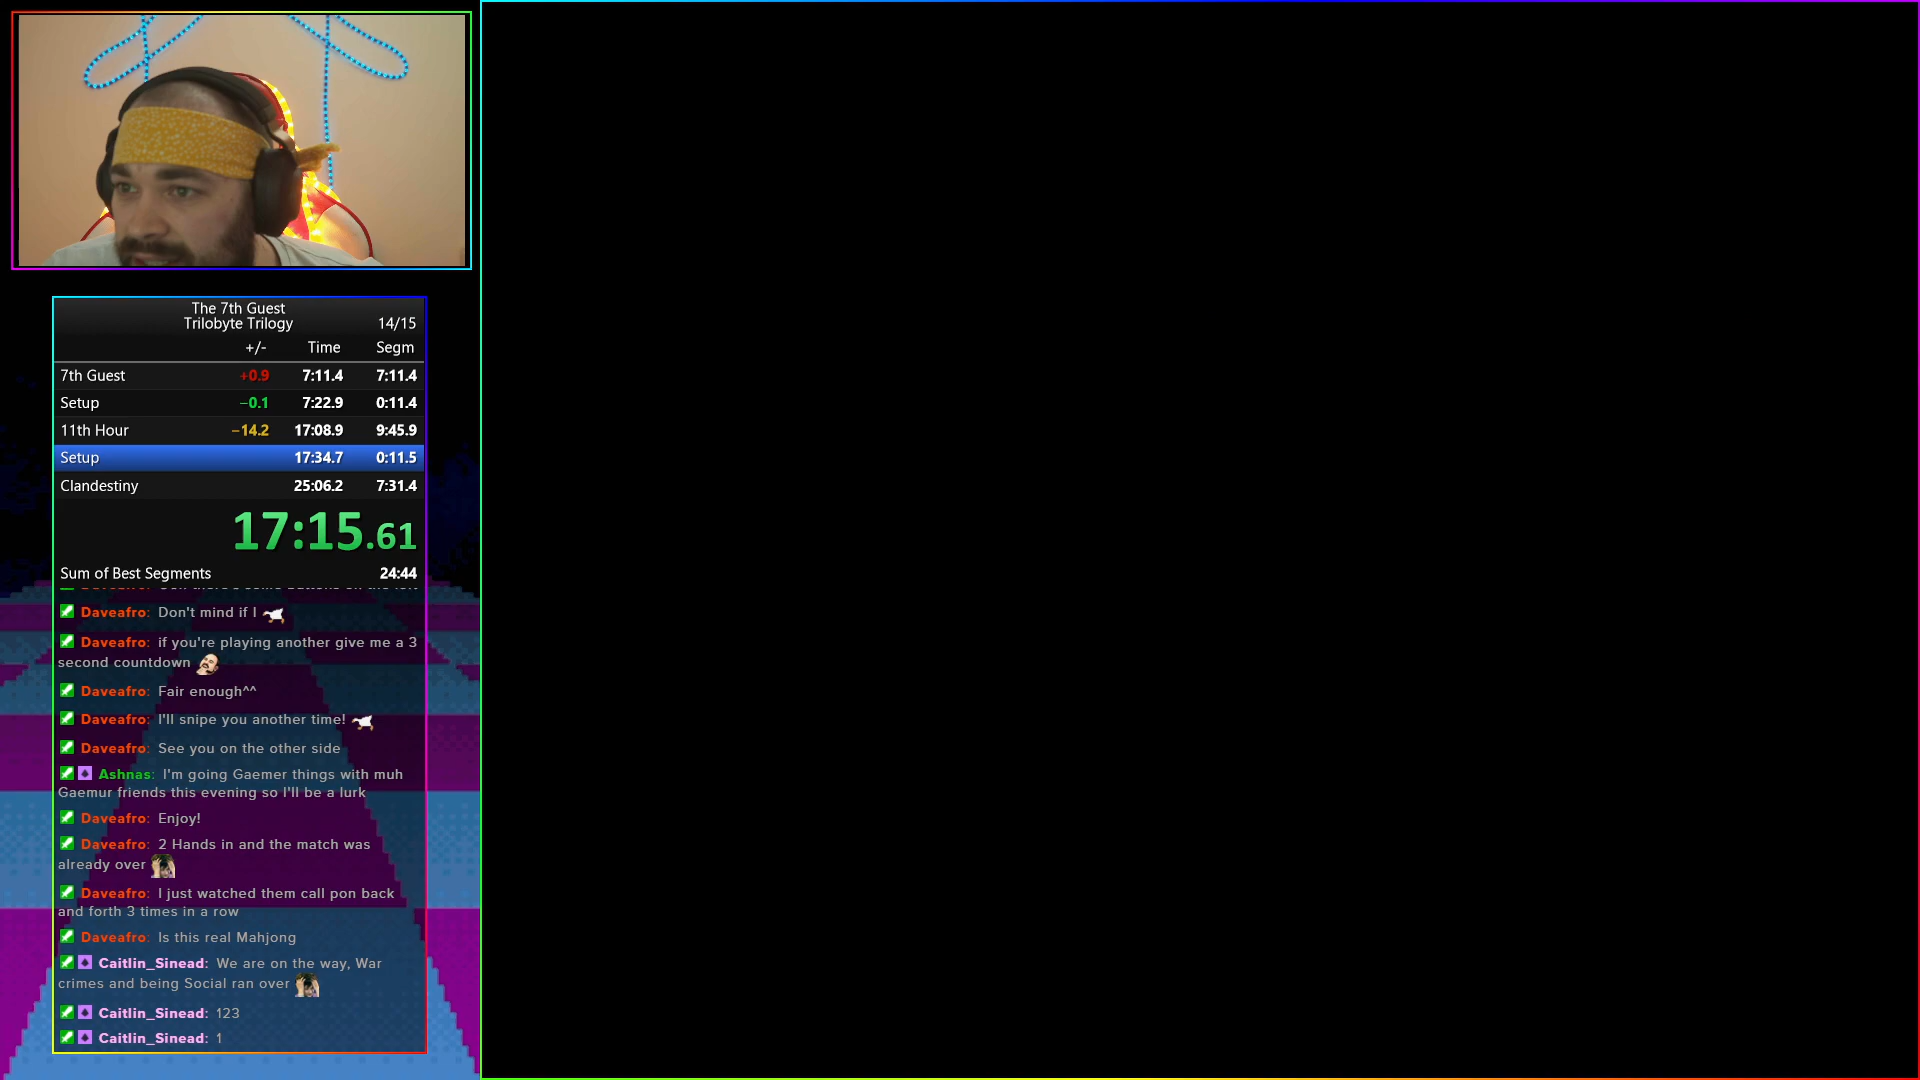 The 7th Guest
Trilobyte Trilogy 14/15
+/- Time Segm
7th Guest +0.9 7:11.4 7:11.4
Setup −0.1 7:22.9 0:11.4
11th Hour −14.2 17:08.9 9:45.9
Setup 17:34.7 0:11.5
Clandestiny 25:06.2 7:31.4
17:15.61
Sum of Best Segments 24:44
Daveafro: Don't mind if I
Daveafro: if you're playing another give me a 3
second countdown
Daveafro: Fair enough^^
Daveafro: I'll snipe you another time!
Daveafro: See you on the other side
Ashnas: I'm going Gaemer things with muh
Gaemur friends this evening so I'll be a lurk
Daveafro: Enjoy!
Daveafro: 2 Hands in and the match was
already over
Daveafro: I just watched them call pon back
and forth 3 times in a row
Daveafro: Is this real Mahjong
Caitlin_Sinead: We are on the way, War
crimes and being Social ran over
Caitlin_Sinead: 123
Caitlin_Sinead: 1